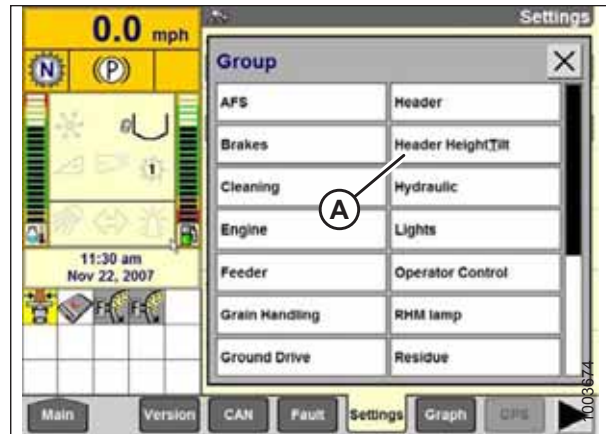 0.0 mph
Settings
N
(P)
Group
X
AFS
Header
Brakes
Header Height\Tilt
Cleaning
Hydraulic
A
1
Engine
Lights
11:30 am
Nov 22, 2007
Feeder
Operator Control
F
F
Grain Handling
RHM lamp
Ground Drive
Residue
Main
Version
CAN
Fault
Settings
Graph
GPS
1003674